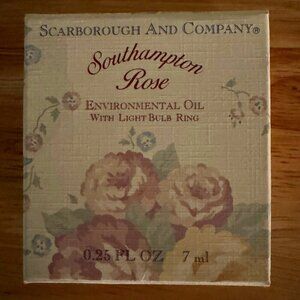 Scarborough And Company®
Southampton
Rose
Environmental Oil
With Light Bulb Ring
0.25 FL OZ 7 ml